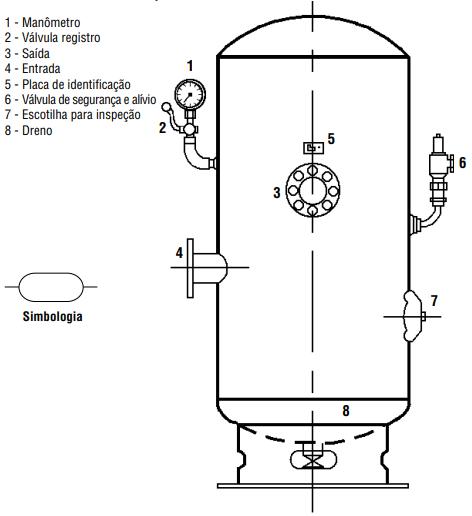 1 - Manômetro
2 - Válvula registro
3 - Saída
4 - Entrada
5 - Placa de identificação
6 - Válvula de segurança e alívio
7 - Escotilha para inspeção
8 - Dreno
1
2
5
3
6
4
7
Simbologia
8